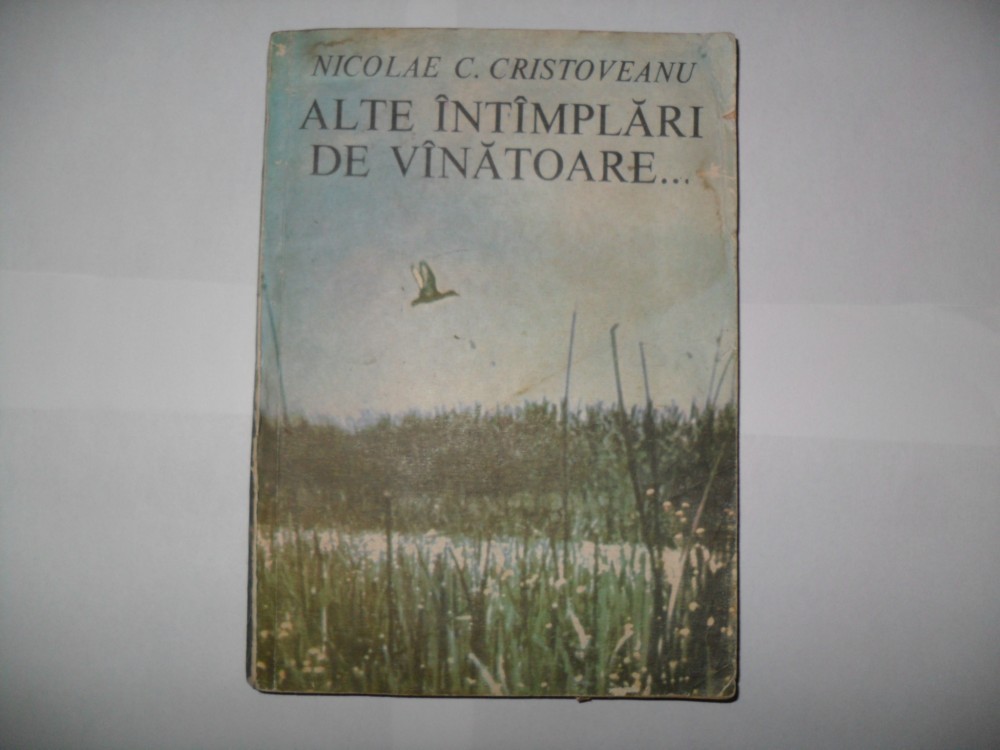 NICOLAE C. CRISTOVEANU
ALTE ÎNTÎMPLĂRI
DE VÎNĂTOARE...